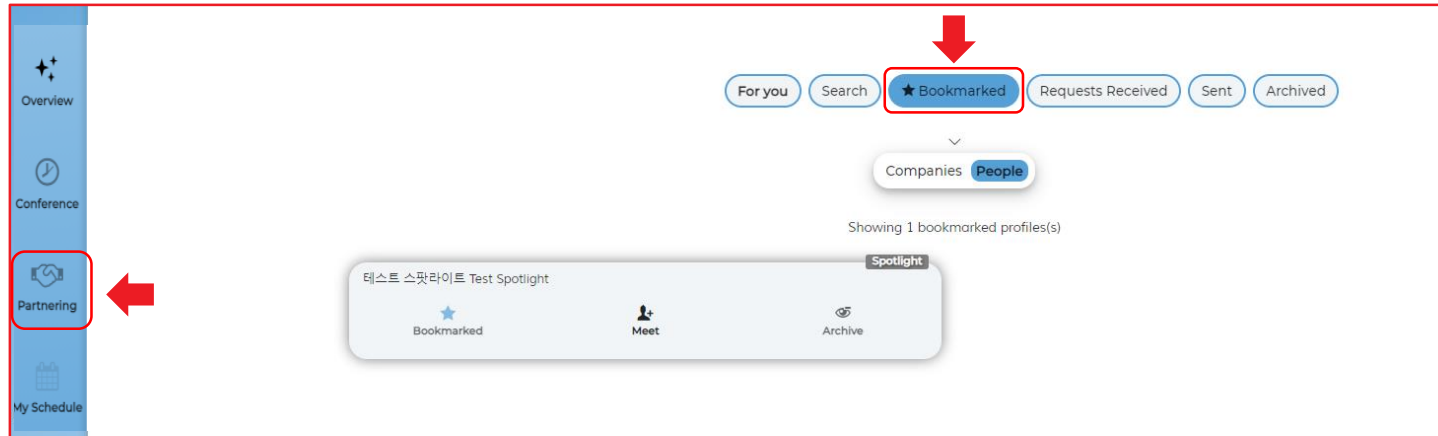 Overview
Conference
Partnering
My Schedule
For you Search ★ Bookmarked Requests Received Sent Archived
Companies People
Showing 1 bookmarked profiles(s)
Spotlight
테스트 스팟라이트 Test Spotlight
Bookmarked Meet Archive